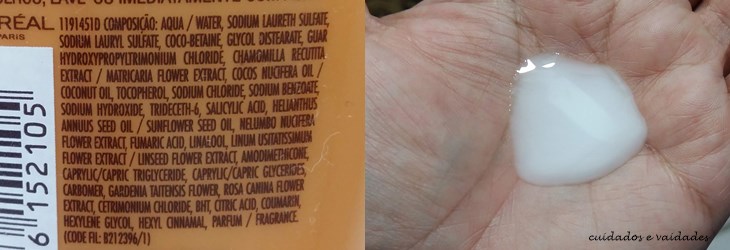 LAVE OU IMEDIATAMENTE
RÉAL
PARIS
1191451D COMPOSIÇÃO: AQUA / WATER, SODIUM LAURETH SULFATE,
SODIUM LAURYL SULFATE, COCO-BETAINE, GLYCOL DISTEARATE, GUAR
HYDROXYPROPYLTRIMONIUM CHLORIDE, CHAMOMILLA RECUTITA
EXTRACT / MATRICARIA FLOWER EXTRACT, COCOS NUCIFERA OIL /
COCONUT OIL, TOCOPHEROL, SODIUM CHLORIDE, SODIUM BENZOATE,
SODIUM HYDROXIDE, TRIDECETH-6, SALICYLIC ACID, HELIANTHUS
ANNUUS SEED OIL / SUNFLOWER SEED OIL, NELUMBO NUCIFERA
FLOWER EXTRACT, FUMARIC ACID, LINALOOL, LINUM USITATISSIMUM
FLOWER EXTRACT / LINSEED FLOWER EXTRACT, AMODIMETHICONE,
CAPRYLIC/CAPRIC TRIGLYCERIDE, CAPRYLIC/CAPRIC GLYCERIDES,
CARBOMER, GARDENIA TAITENSIS FLOWER, ROSA CANINA FLOWER
EXTRACT, CETRIMONIUM CHLORIDE, BHT, CITRIC ACID, COUMARIN,
HEXYLENE GLYCOL, HEXYL CINNAMAL, PARFUM / FRAGRANCE.
(CODE FIL: B212396/1)
6 152105
cuidados e vaidades